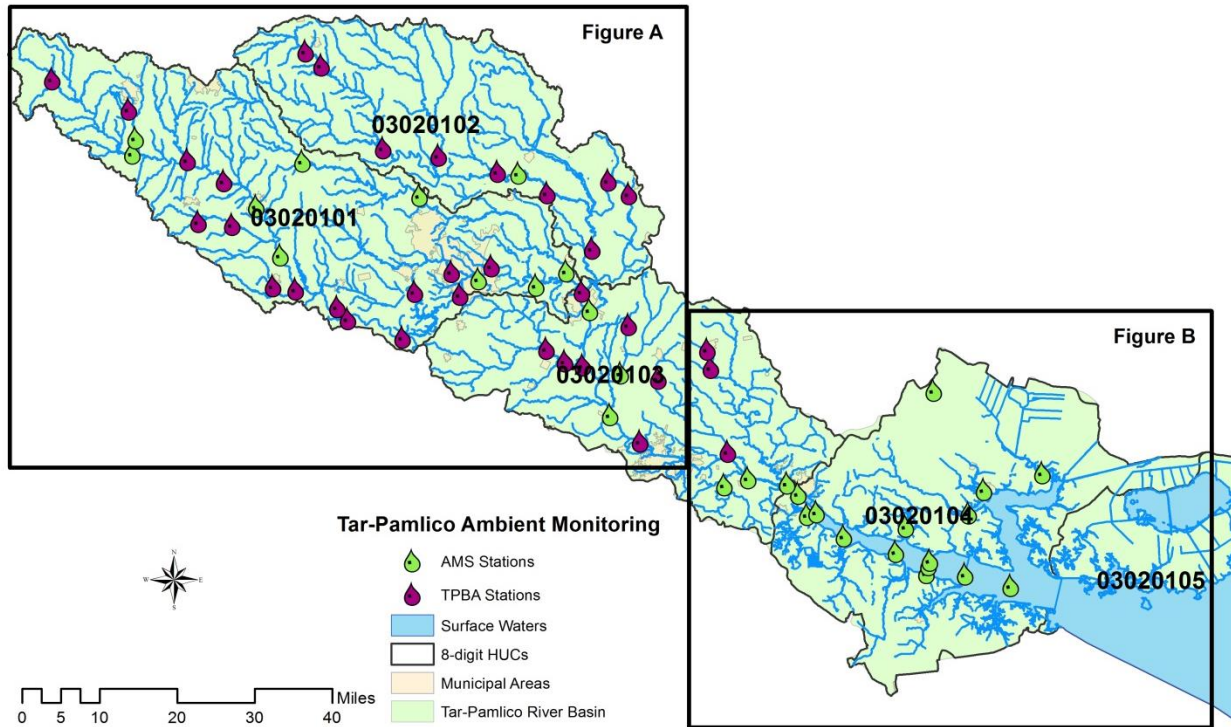 Figure A
03020102
03020101
03020103
Figure B
03020104
03020105
Tar-Pamlico Ambient Monitoring
AMS Stations
TPBA Stations
Surface Waters
8-digit HUCs
Municipal Areas
Tar-Pamlico River Basin
N
W E
S
Miles
0 5 10 20 30 40